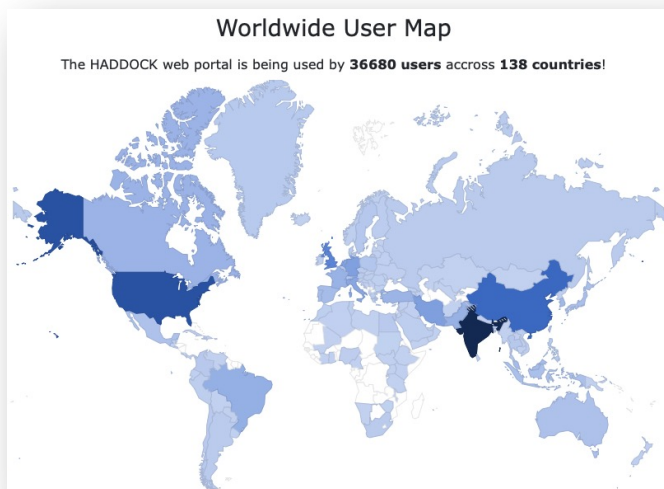 Worldwide User Map
The HADDOCK web portal is being used by 36680 users accross 138 countries!